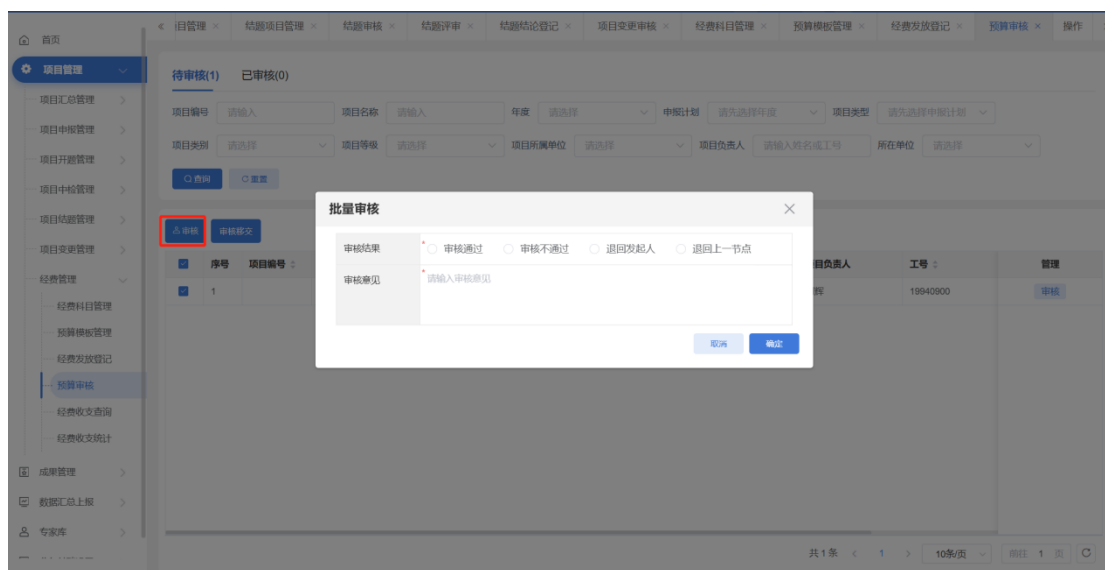 首页
项目管理
项目汇总管理
项目申报管理
项目开题管理
项目中检管理
项目结题管理
项目变更管理
经费管理
经费科目管理
预算模板管理
经费发放登记
预算审核
经费收支查询
经费收支统计
成果管理
数据汇总上报
专家库
« 目管理 × 结题项目管理 × 结题审核 × 结题评审 × 结题结论登记 × 项目变更审核 × 经费科目管理 × 预算模板管理 × 经费发放登记 × 预算审核 × 操作
待审核(1) 已审核(0)
项目编号 请输入 项目名称 请输入 年度 请选择 申报计划 请先选择年度 项目类型 请先选择申报计划
项目类别 请选择 项目等级 请选择 项目所属单位 请选择 项目负责人 请输入姓名或工号 所在单位 请选择
查询 重置
审核 审核移交
序号 项目编号 目负责人 工号 管理
1 辉 19940900 审核
批量审核
审核结果 * 审核通过 审核不通过 退回发起人 退回上一节点
审核意见 * 请输入审核意见
取消 确定
共1条 < 1 > 10条/页 前往 1 页